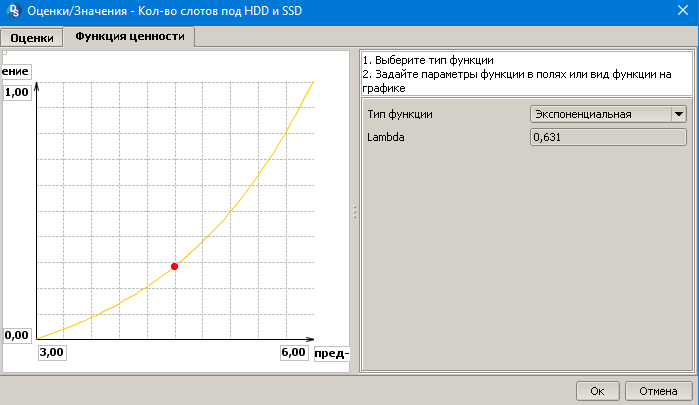 Оценки/Значения - Кол-во слотов под HDD и SSD
Оценки
Функция ценности
ение
1,00
0,00
3,00
6,00
пред-
1. Выберите тип функции
2. Задайте параметры функции в полях или вид функции на
графике
Тип функции
Экспоненциальная
Lambda
0,631
Ок
Отмена